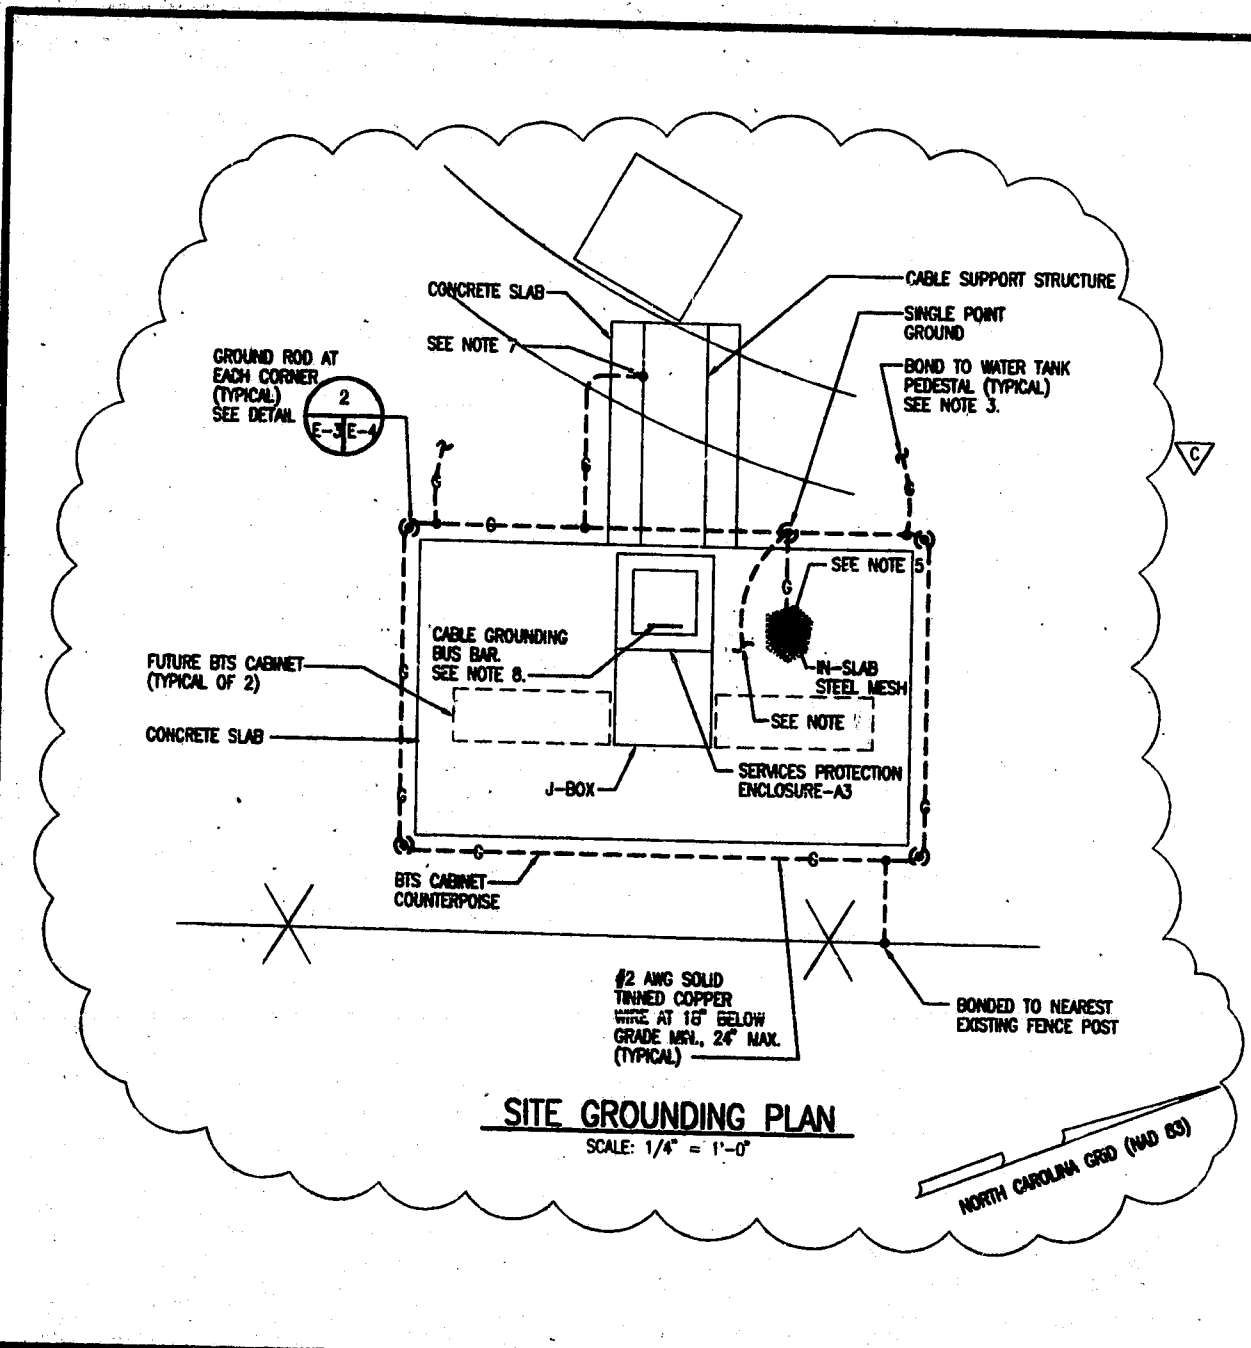 CONCRETE SLAB
CABLE SUPPORT STRUCTURE
SINGLE POINT
GROUND
SEE NOTE 7
GROUND ROD AT
EACH CORNER
(TYPICAL)
SEE DETAIL
2
E-3 E-4
BOND TO WATER TANK
PEDESTAL (TYPICAL)
SEE NOTE 3.
C
G
G
G
G
G
SEE NOTE 5
G
CABLE GROUNDING
BUS BAR.
SEE NOTE 8.
FUTURE BTS CABINET
(TYPICAL OF 2)
G
IN-SLAB
STEEL MESH
SEE NOTE
CONCRETE SLAB
J-BOX
SERVICES PROTECTION
ENCLOSURE-A3
G
G
G
G
BTS CABINET
COUNTERPOISE
#2 AWG SOLID
TINNED COPPER
WIRE AT 18" BELOW
GRADE MIN., 24" MAX.
(TYPICAL)
BONDED TO NEAREST
EXISTING FENCE POST
SITE GROUNDING PLAN
SCALE: 1/4" = 1'-0"
NORTH CAROLINA GRID (NAD 83)